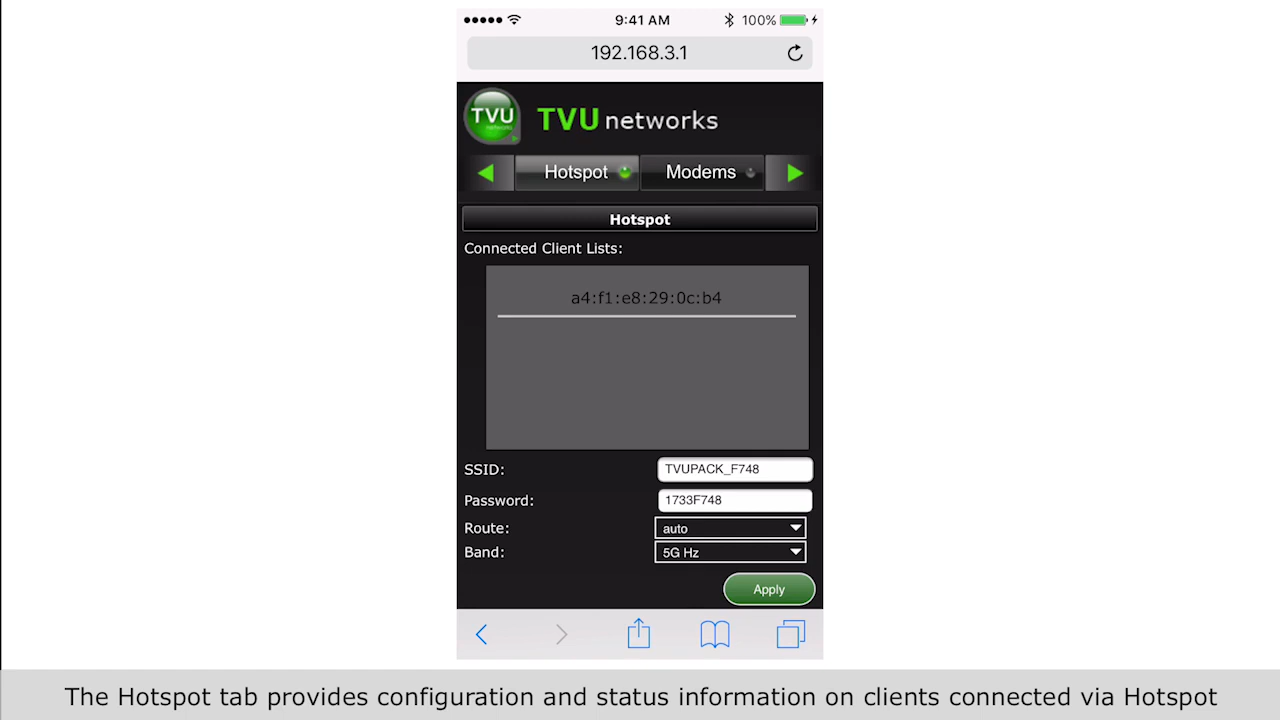 9:41 AM
100%
192.168.3.1
TVU networks
TVU networks
Hotspot
Modems
Hotspot
Connected Client Lists:
a4:f1:e8:29:0c:b4
SSID: TVUPACK_F748
Password: 1733F748
Route: auto
Band: 5G Hz
Apply
The Hotspot tab provides configuration and status information on clients connected via Hotspot